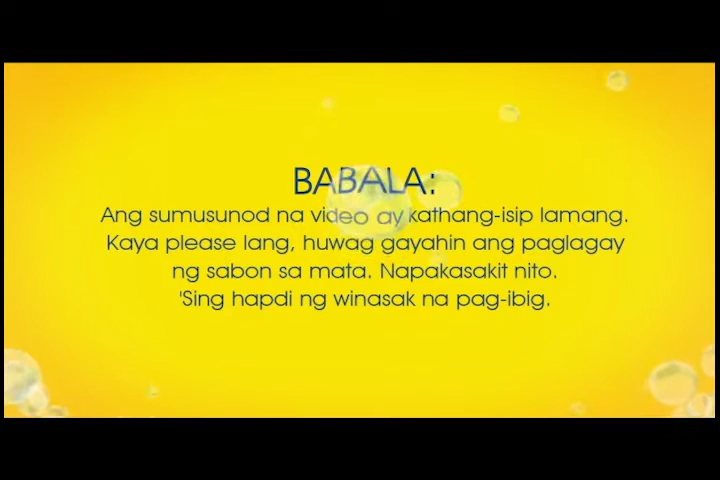 BABALA:
Ang sumusunod na video ay kathang-isip lamang.
Kaya please lang, huwag gayahin ang paglagay
ng sabon sa mata. Napakasakit nito.
'Sing hapdi ng winasak na pag-ibig.